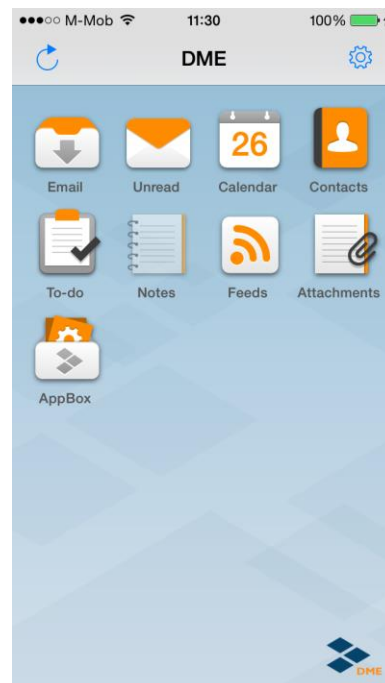 M-Mob 11:30 100%
DME
Email Unread 26 Calendar Contacts
To-do Notes Feeds Attachments
AppBox
DME